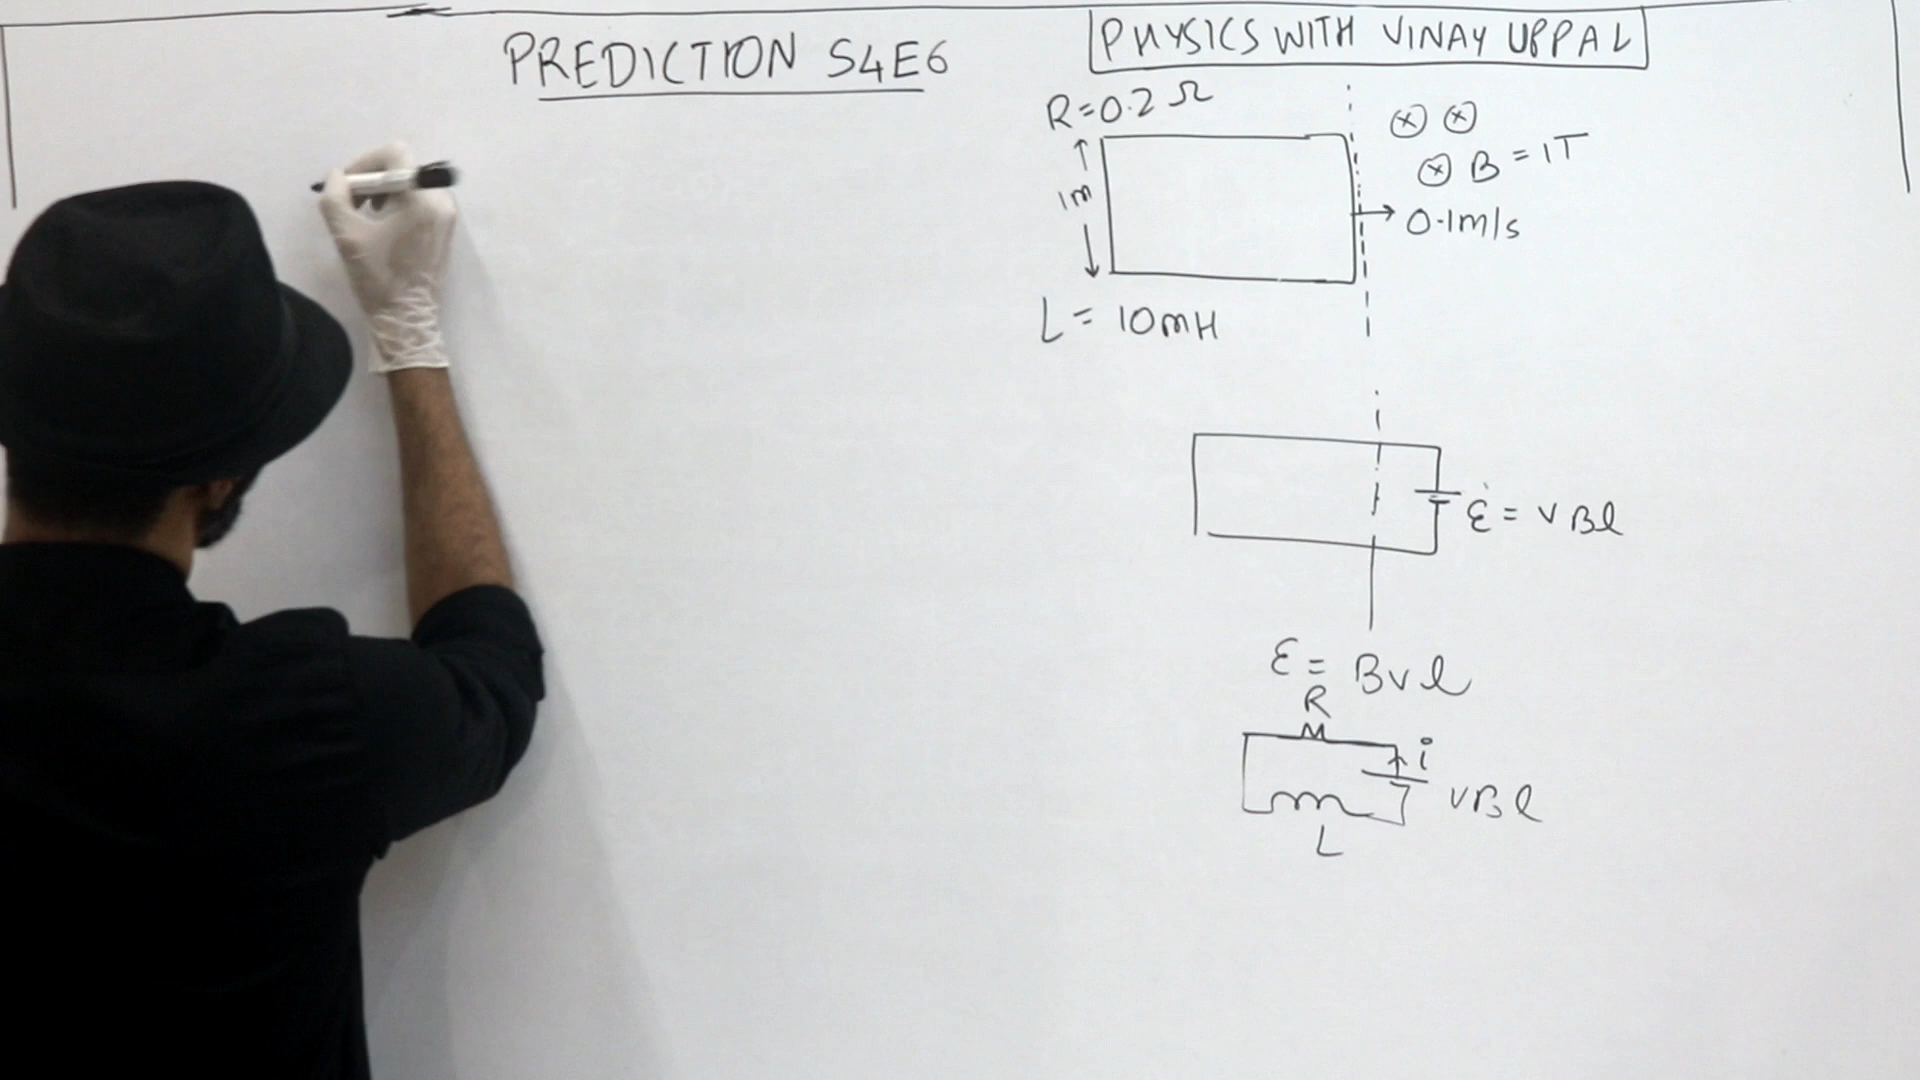 PREDICTION S4E6
PHYSICS WITH VINAY UPPAL
R=0.2 Ω
B = 1T
1m
0.1m/s
L = 10mH
ε = vBl
ε = Bvl
R
i
vBl
L